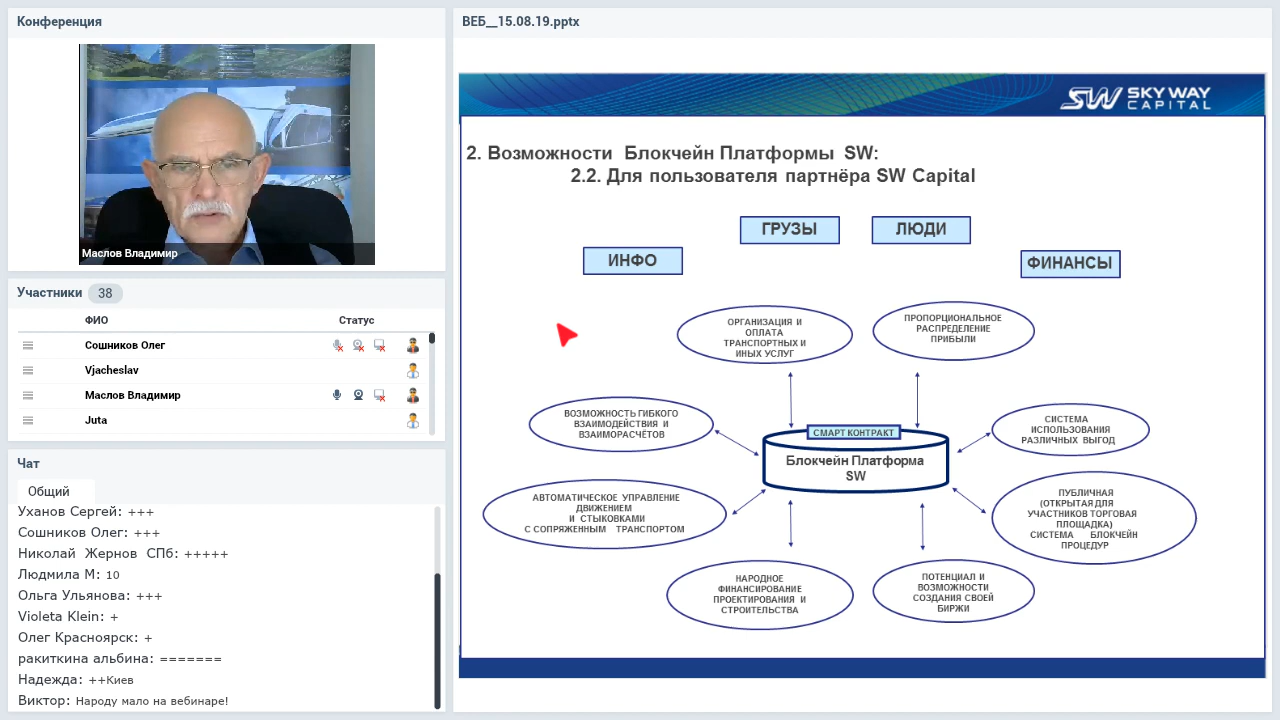 Конференция
Маслов Владимир
Участники 38
ФИО Статус
Сошников Олег
Vjacheslav
Маслов Владимир
Juta
Чат
Общий
Уханов Сергей: +++
Сошников Олег: +++
Николай Жернов СПб: +++++
Людмила М: 10
Ольга Ульянова: +++
Violeta Klein: +
Олег Красноярск: +
ракиткина альбина: =======
Надежда: ++Киев
Виктор: Народу мало на вебинаре!
ВЕБ__15.08.19.pptx
SW SKY WAY
CAPITAL
2. Возможности Блокчейн Платформы SW:
2.2. Для пользователя партнёра SW Capital
ИНФО
ГРУЗЫ
ЛЮДИ
ФИНАНСЫ
ОРГАНИЗАЦИЯ И
ОПЛАТА
ТРАНСПОРТНЫХ И
ИНЫХ УСЛУГ
ПРОПОРЦИОНАЛЬНОЕ
РАСПРЕДЕЛЕНИЕ
ПРИБЫЛИ
ВОЗМОЖНОСТЬ ГИБКОГО
ВЗАИМОДЕЙСТВИЯ И
ВЗАИМОРАСЧЁТОВ
СМАРТ КОНТРАКТ
Блокчейн Платформа
SW
СИСТЕМА
ИСПОЛЬЗОВАНИЯ
РАЗЛИЧНЫХ ВЫГОД
АВТОМАТИЧЕСКОЕ УПРАВЛЕНИЕ
ДВИЖЕНИЕМ
И СТЫКОВКАМИ
С СОПРЯЖЕННЫМ ТРАНСПОРТОМ
ПУБЛИЧНАЯ
(ОТКРЫТАЯ ДЛЯ
УЧАСТНИКОВ ТОРГОВАЯ
ПЛОЩАДКА)
СИСТЕМА БЛОКЧЕЙН
ПРОЦЕДУР
НАРОДНОЕ
ФИНАНСИРОВАНИЕ
ПРОЕКТИРОВАНИЯ И
СТРОИТЕЛЬСТВА
ПОТЕНЦИАЛ И
ВОЗМОЖНОСТИ
СОЗДАНИЯ СВОЕЙ
БИРЖИ